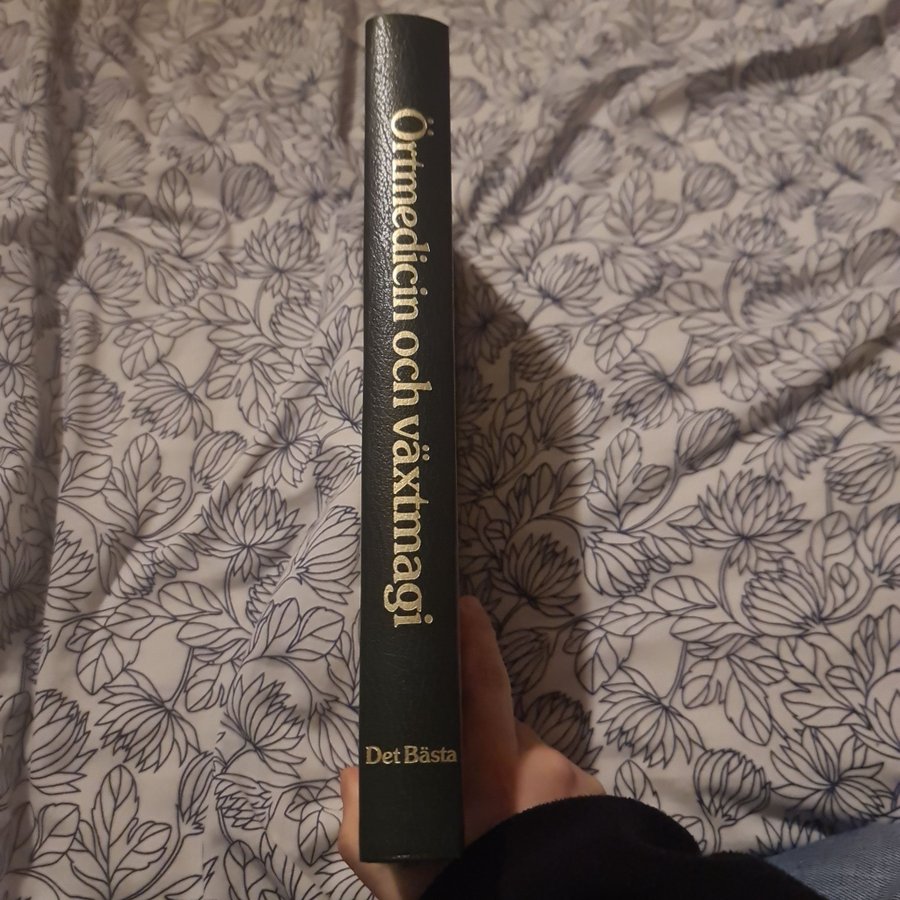 Örtmedicin och växtmagi
Det Bästa